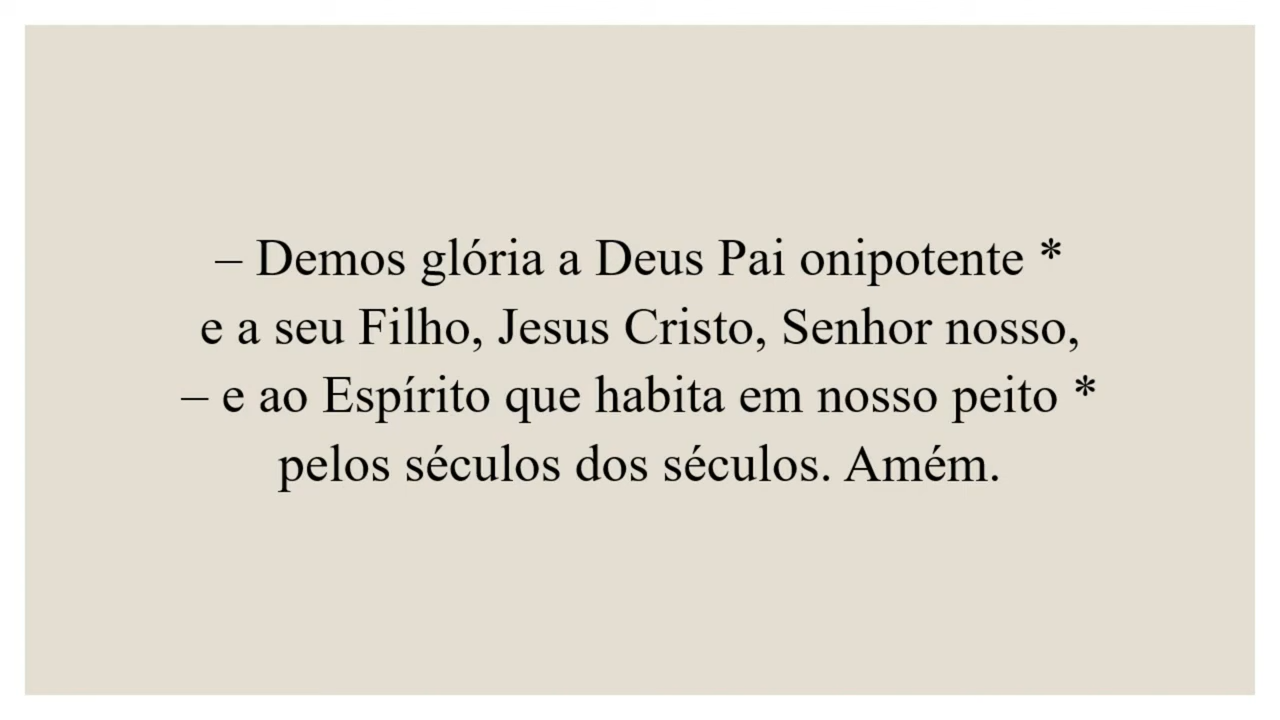 – Demos glória a Deus Pai onipotente *
e a seu Filho, Jesus Cristo, Senhor nosso,
– e ao Espírito que habita em nosso peito *
pelos séculos dos séculos. Amém.